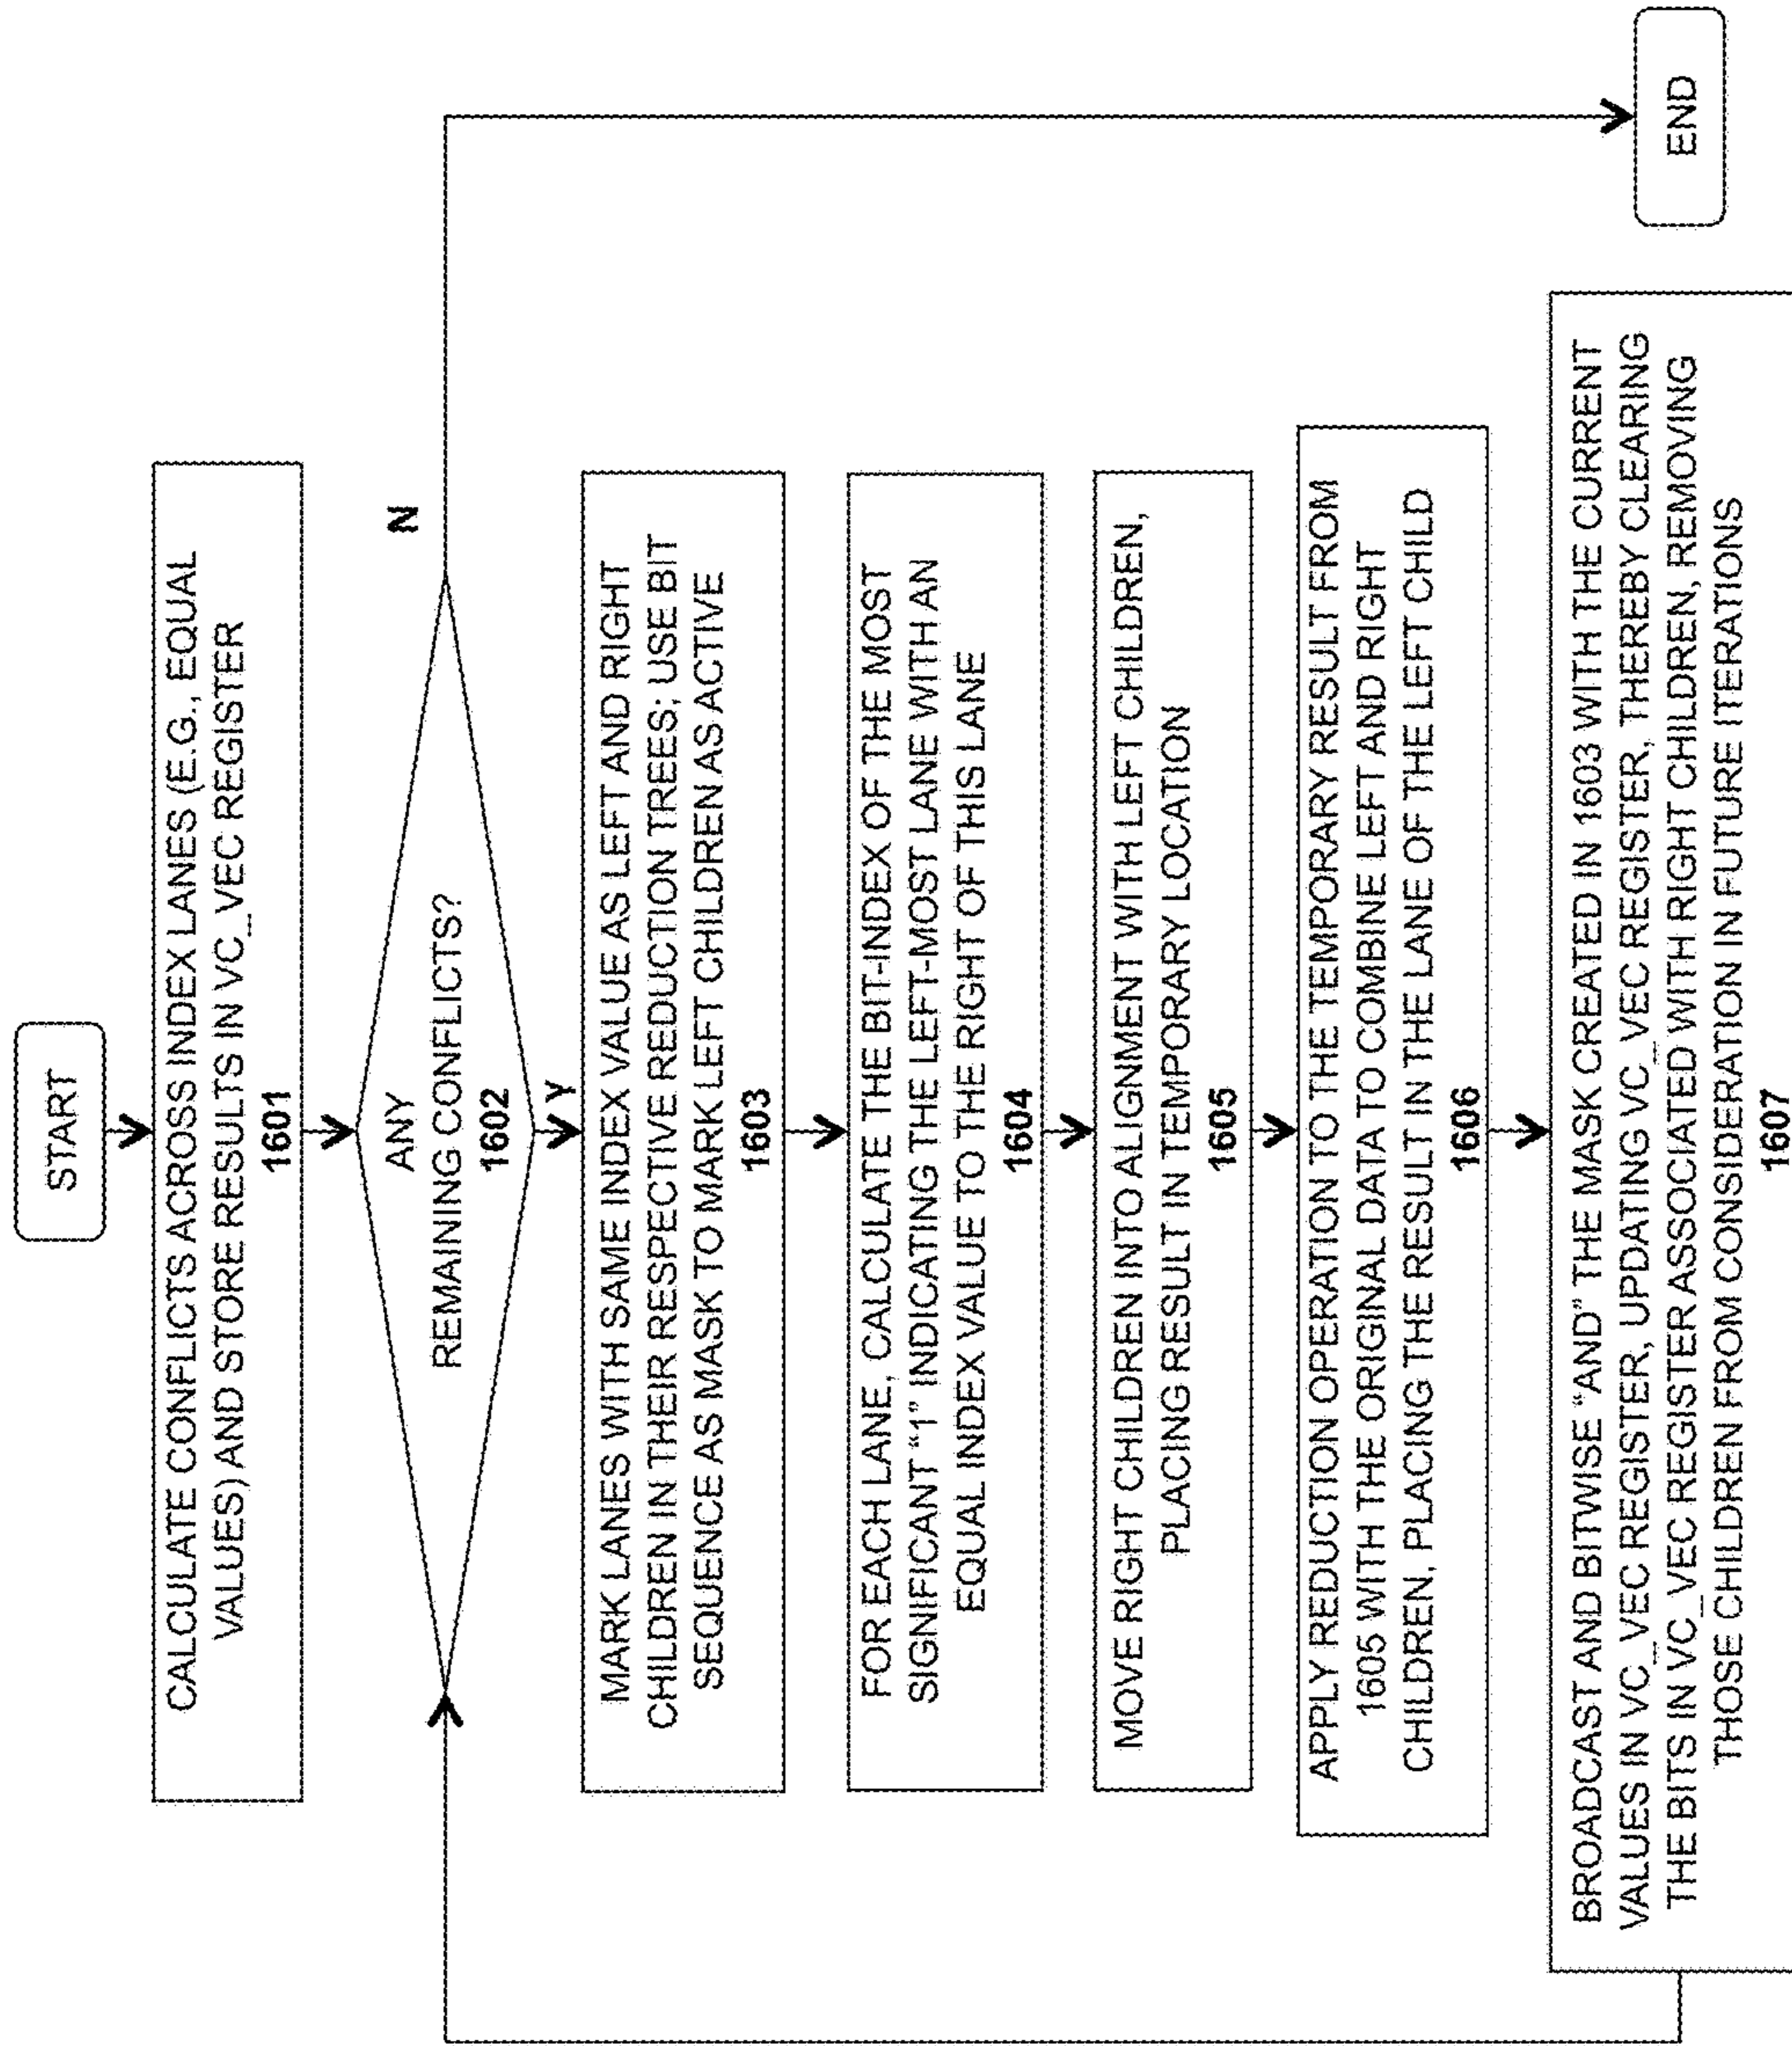 START
CALCULATE CONFLICTS ACROSS INDEX LANES (E.G., EQUAL
VALUES) AND STORE RESULTS IN VC_VEC REGISTER
1601
ANY
REMAINING CONFLICTS?
1602
N
Y
MARK LANES WITH SAME INDEX VALUE AS LEFT AND RIGHT
CHILDREN IN THEIR RESPECTIVE REDUCTION TREES; USE BIT
SEQUENCE AS MASK TO MARK LEFT CHILDREN AS ACTIVE
1603
FOR EACH LANE, CALCULATE THE BIT-INDEX OF THE MOST
SIGNIFICANT "1" INDICATING THE LEFT-MOST LANE WITH AN
EQUAL INDEX VALUE TO THE RIGHT OF THIS LANE
1604
MOVE RIGHT CHILDREN INTO ALIGNMENT WITH LEFT CHILDREN,
PLACING RESULT IN TEMPORARY LOCATION
1605
APPLY REDUCTION OPERATION TO THE TEMPORARY RESULT FROM
1605 WITH THE ORIGINAL DATA TO COMBINE LEFT AND RIGHT
CHILDREN, PLACING THE RESULT IN THE LANE OF THE LEFT CHILD
1606
BROADCAST AND BITWISE "AND" THE MASK CREATED IN 1603 WITH THE CURRENT
VALUES IN VC_VEC REGISTER, UPDATING VC_VEC REGISTER, THEREBY CLEARING
THE BITS IN VC_VEC REGISTER ASSOCIATED WITH RIGHT CHILDREN, REMOVING
THOSE CHILDREN FROM CONSIDERATION IN FUTURE ITERATIONS
1607
END